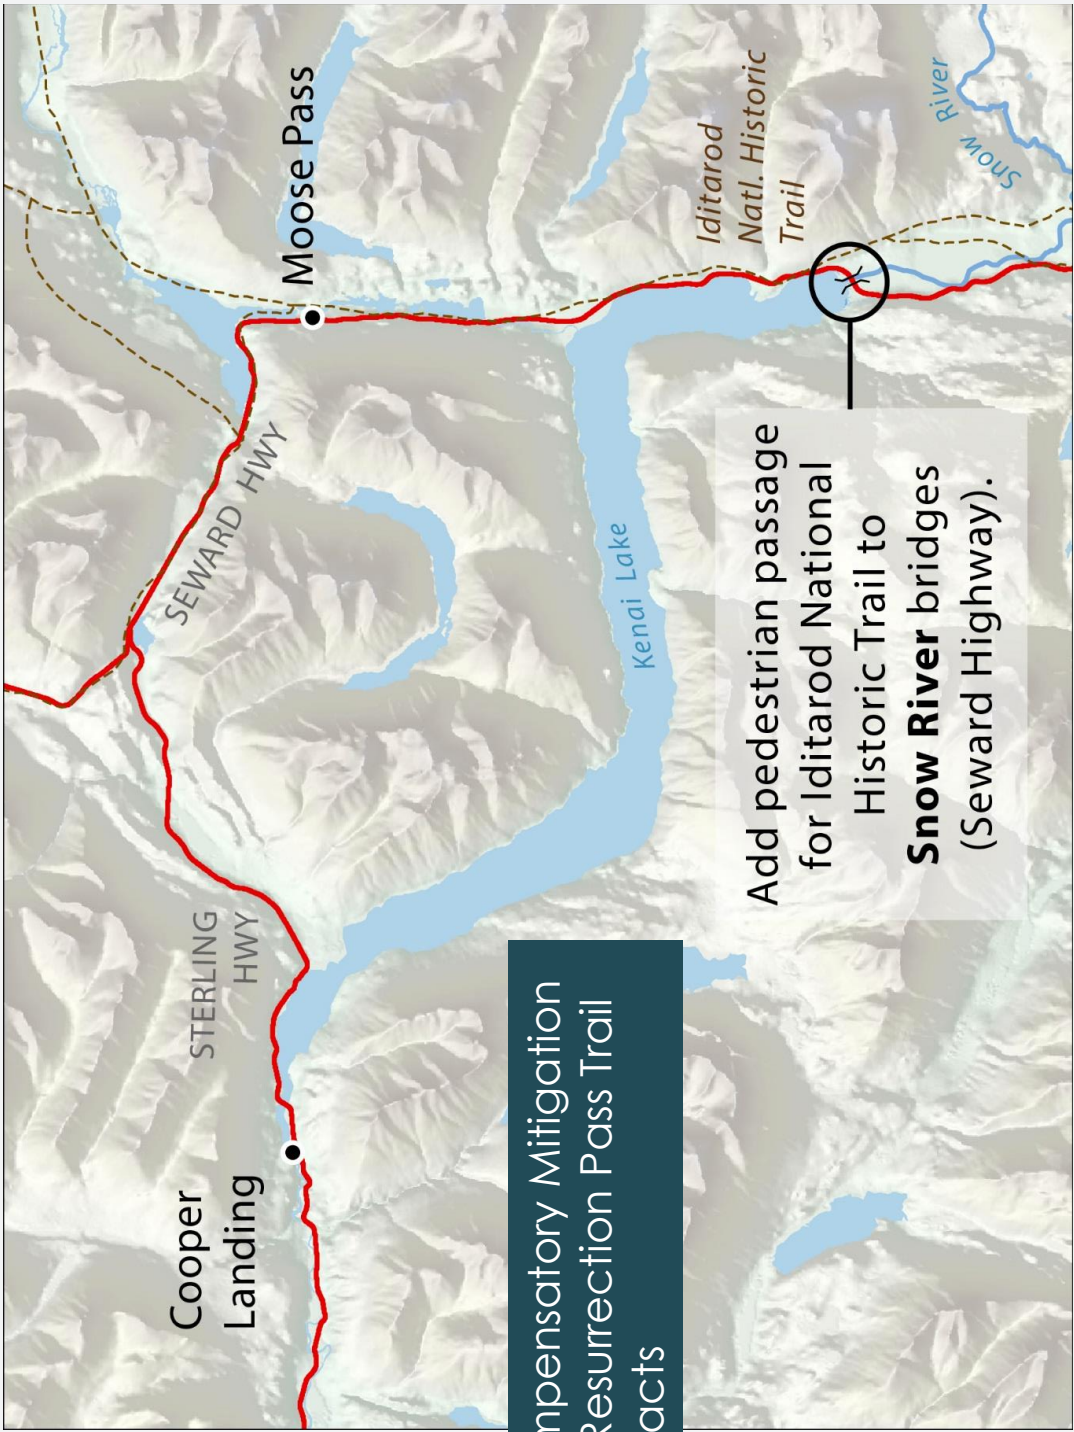 Cooper
Landing
STERLING
HWY
SEWARD HWY
Moose Pass
mpensatory Mitigation
Resurrection Pass Trail
acts
Kenai Lake
Iditarod
Natl. Historic
Trail
Add pedestrian passage
for Iditarod National
Historic Trail to
Snow River bridges
(Seward Highway).
Snow River